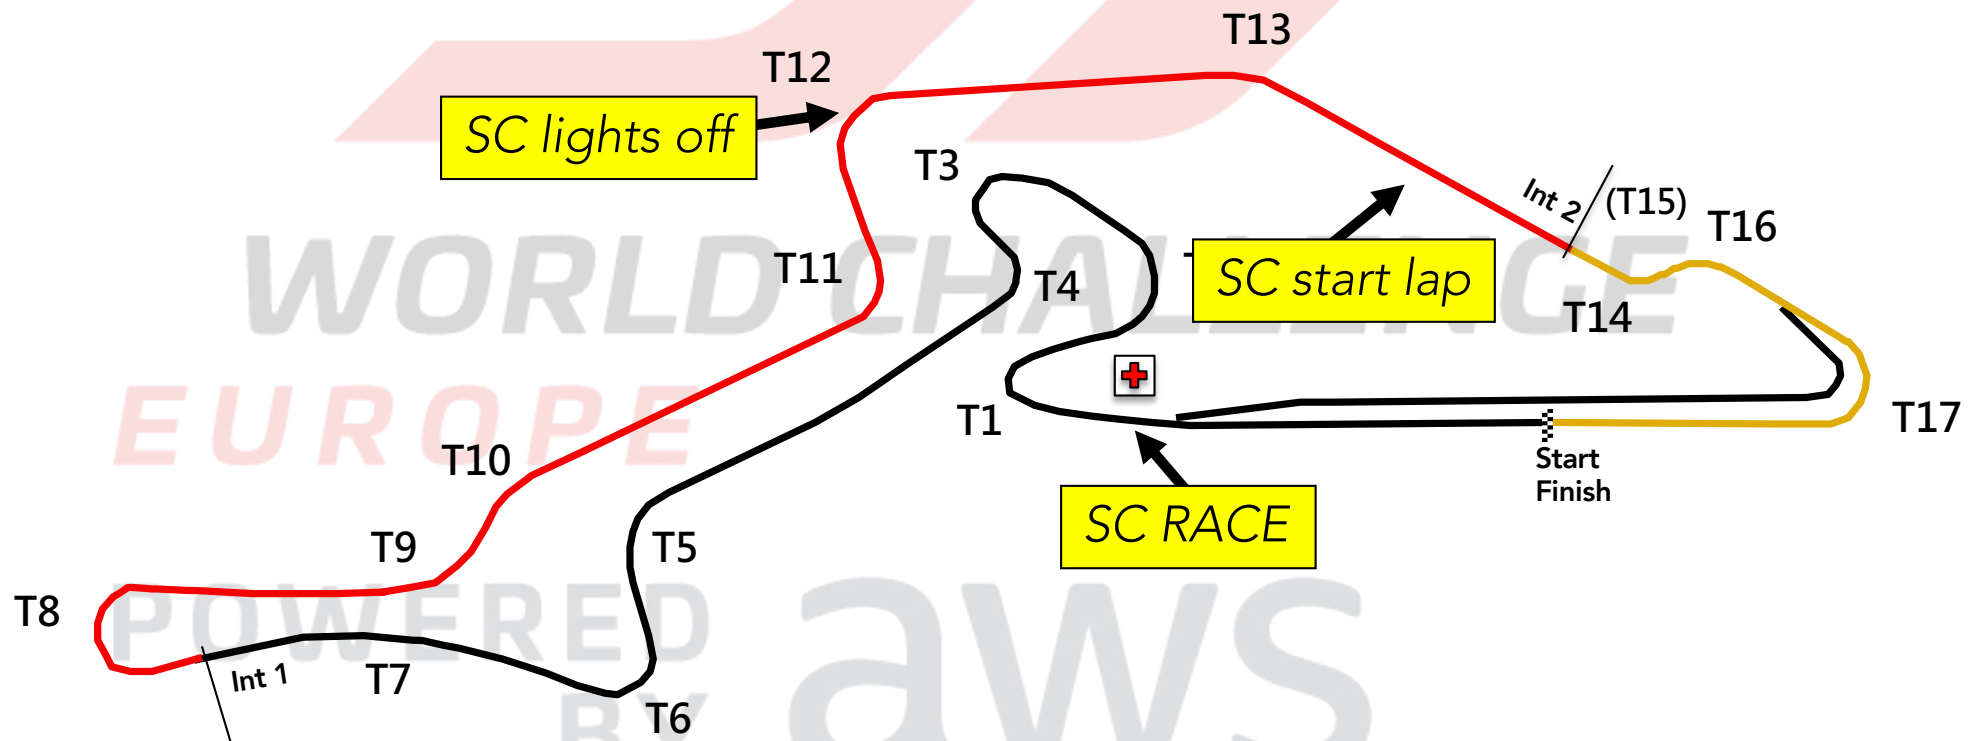 T13
T12
SC lights off
T3
Int 2
(T15)
T16
T11
T4
SC start lap
T14
WORLD CHALLENGE
EUROPE
T1
T17
Start
Finish
T10
SC RACE
T9
T5
T8
POWERED
BY
aws
Int 1
T7
T6